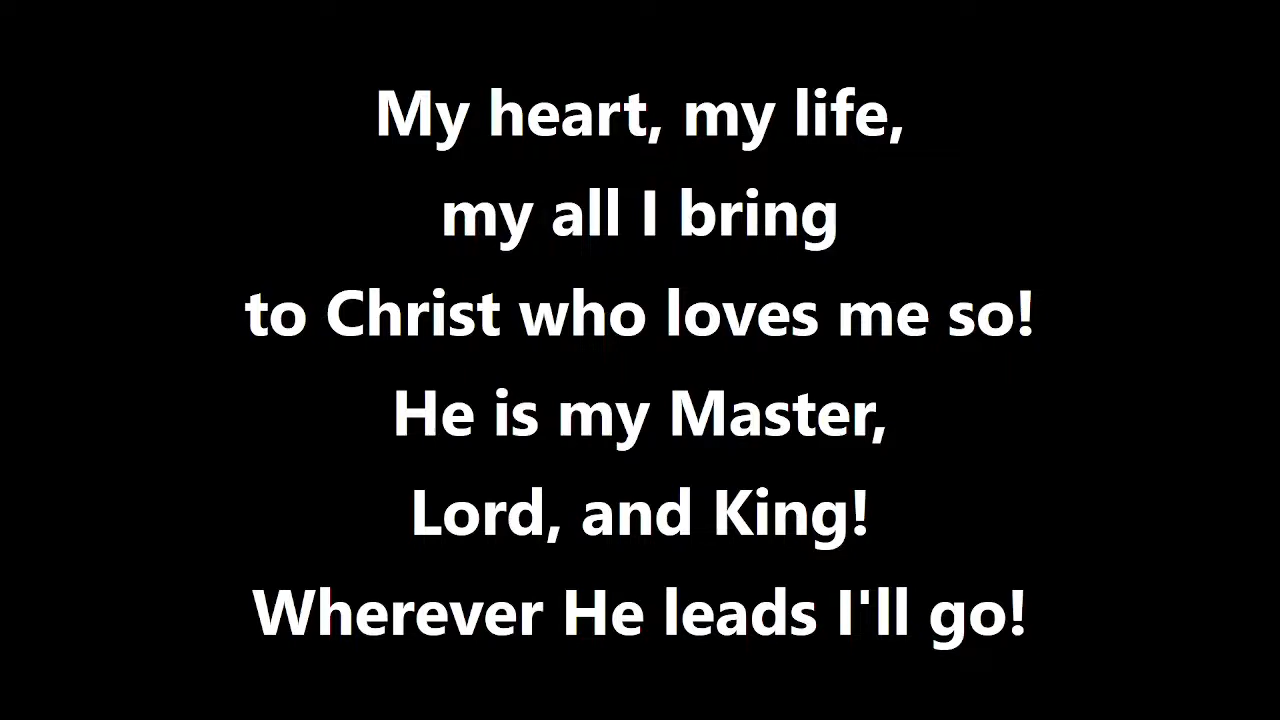 My heart, my life,
my all I bring
to Christ who loves me so!
He is my Master,
Lord, and King!
Wherever He leads I'll go!